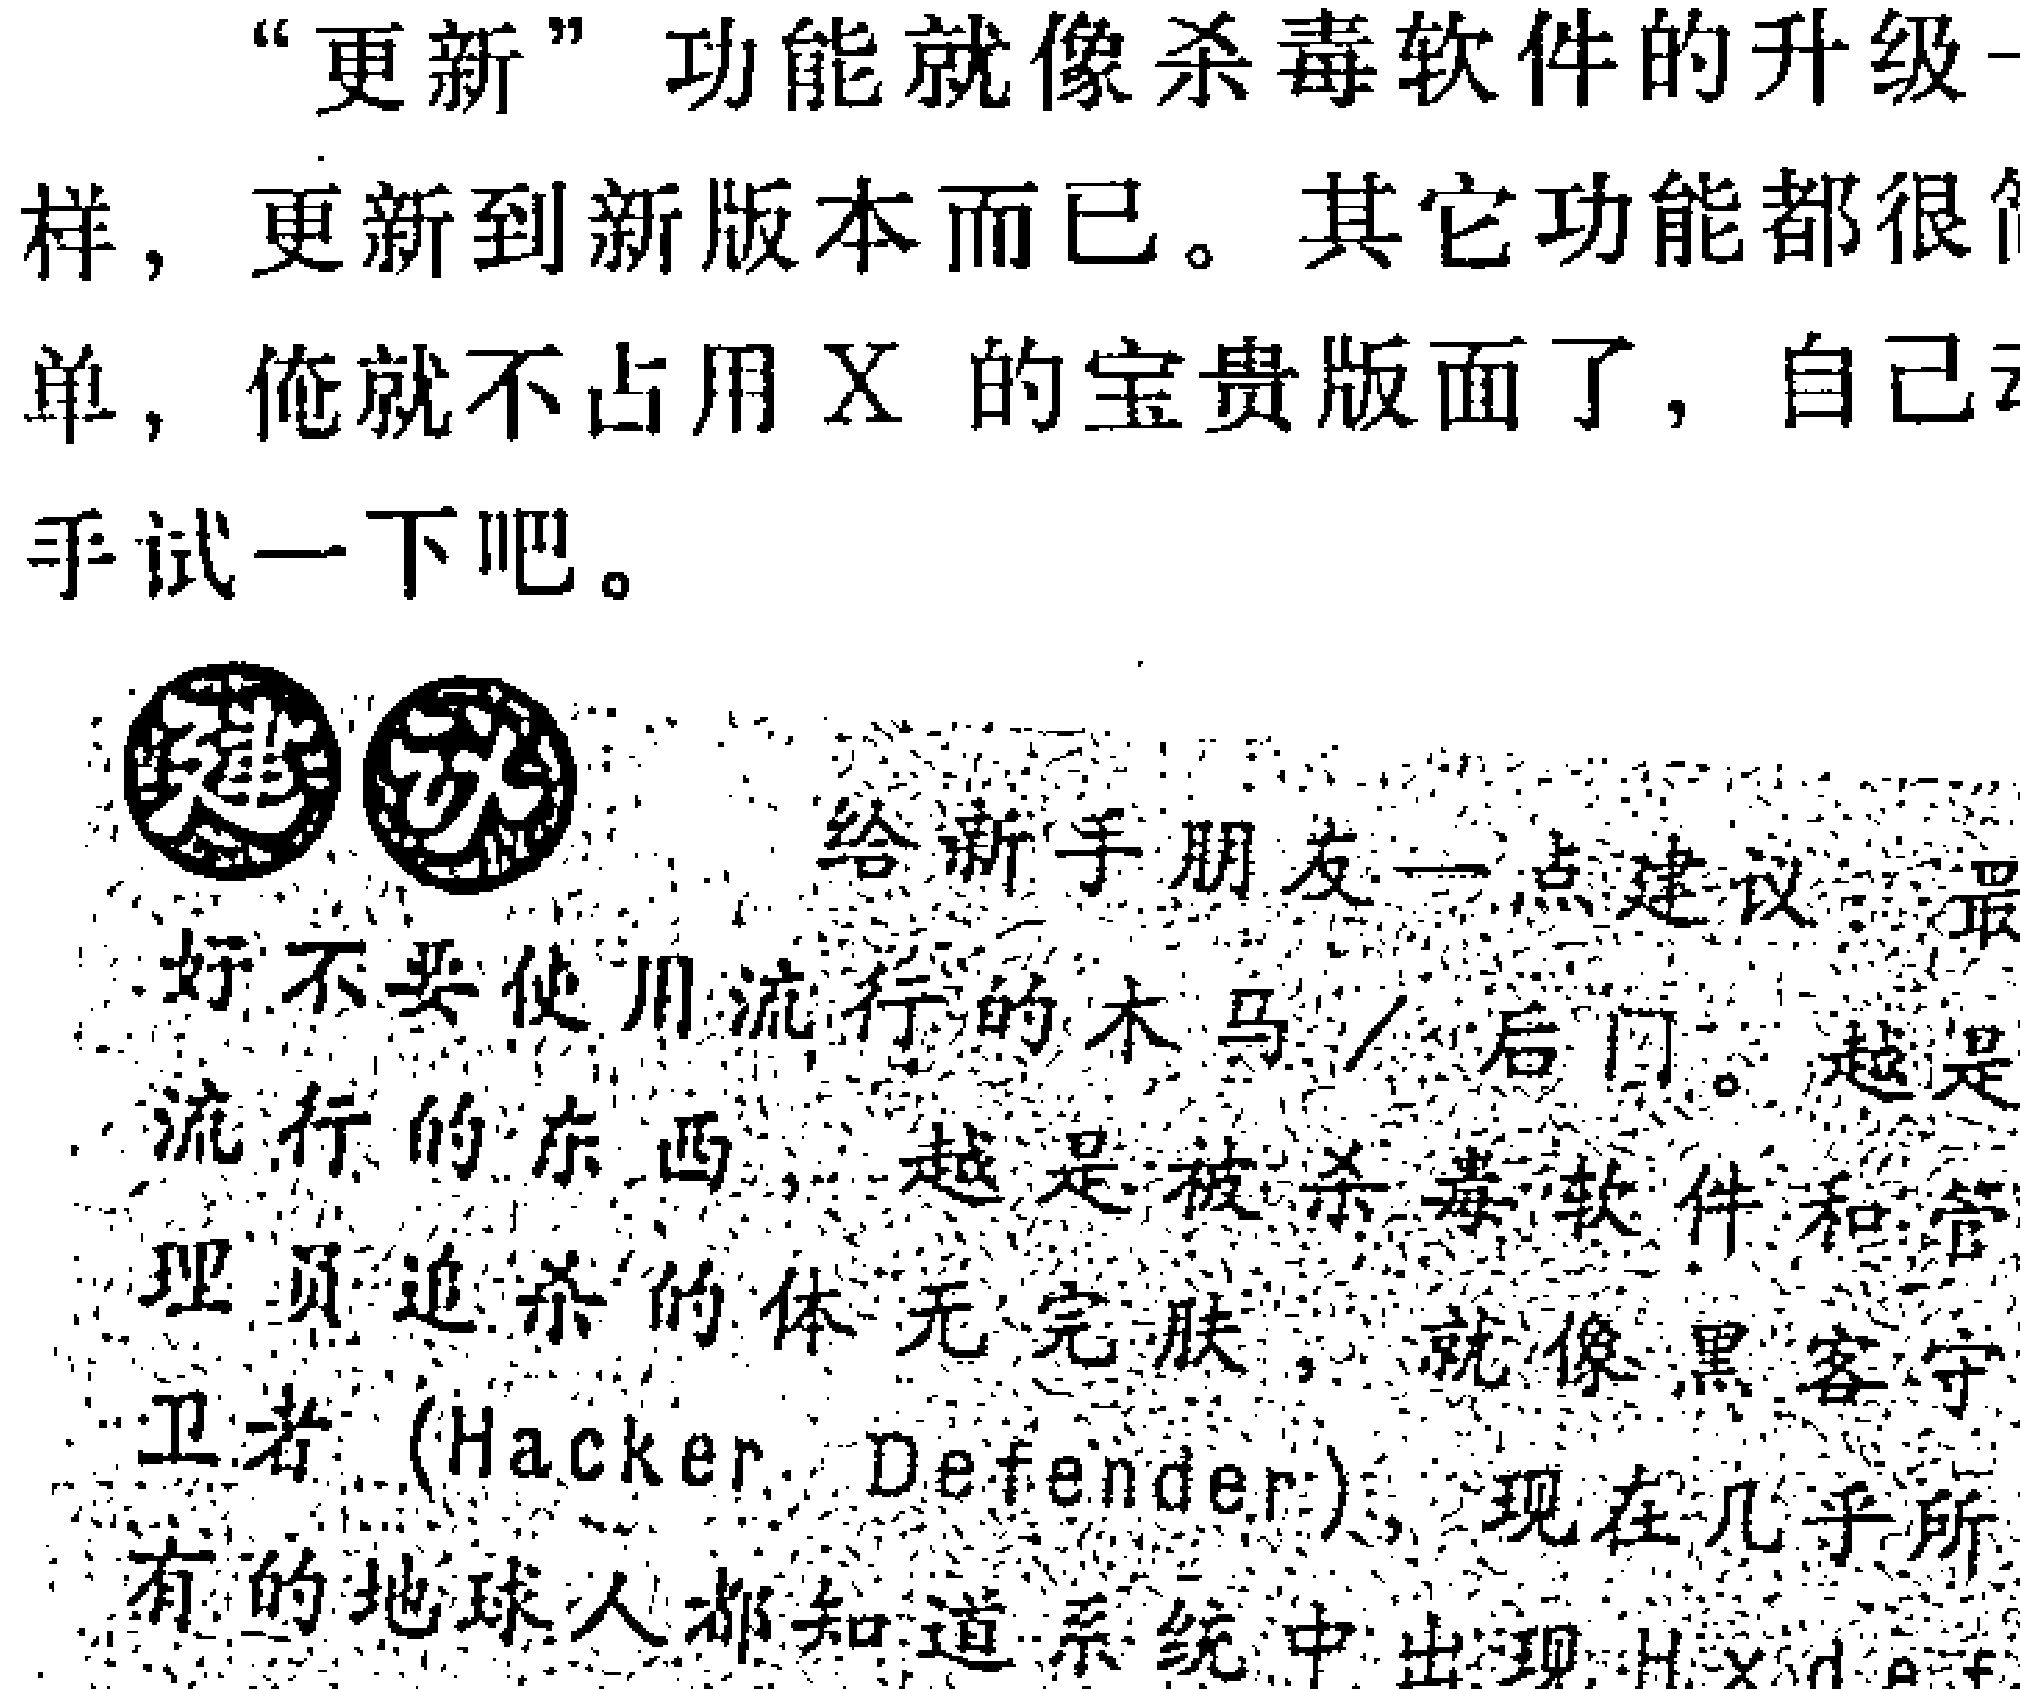 “更新”功能就像杀毒软件的升级一
样，更新到新版本而已。其它功能都很简
单，俺就不占用 X 的宝贵版面了，自己动
手试一下吧。
建议
给新手朋友一点建议：最
好不要使用流行的木马/后门。越是
流行的东西，越是被杀毒软件和管
理员追杀的体无完肤，就像黑客守
卫者 (Hacker Defender)，现在几乎所
有的地球人都知道系统中出现 Hxdef